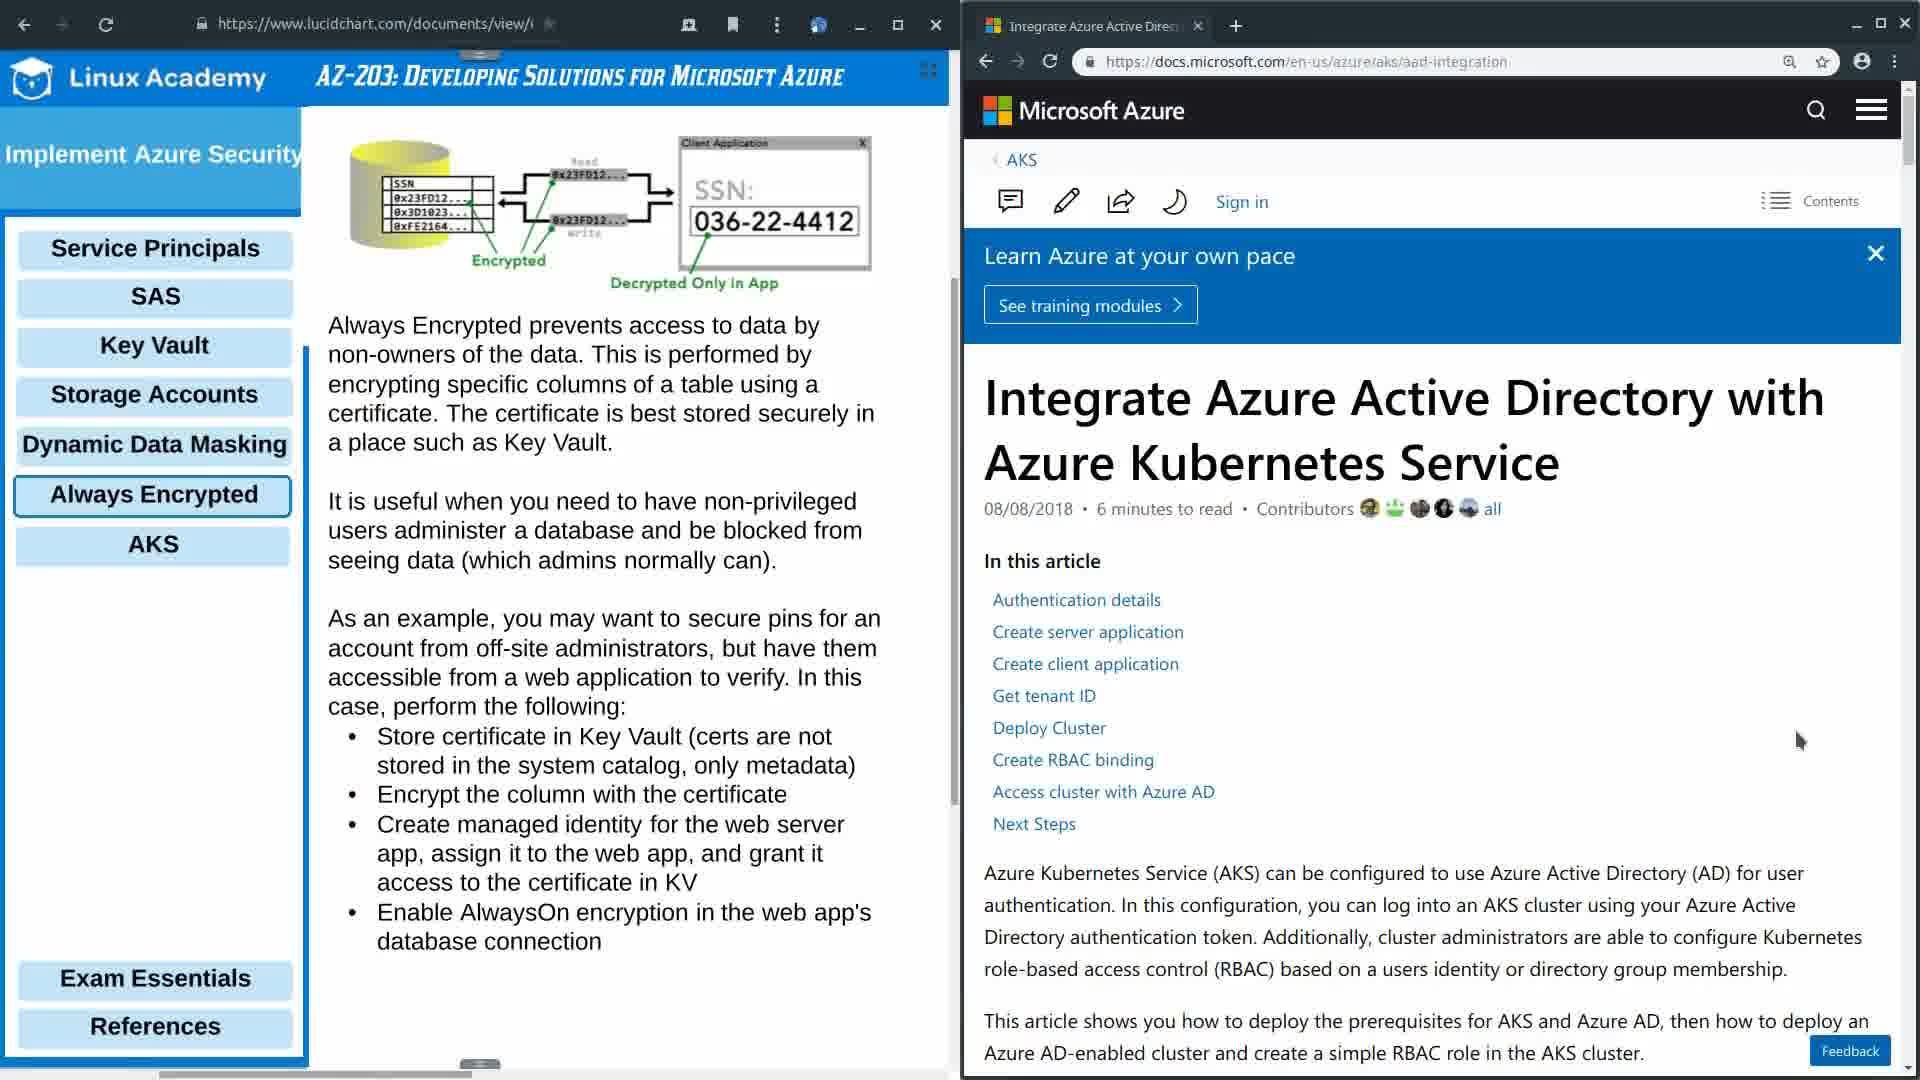 https://www.lucidchart.com/documents/view/
Linux Academy
AZ-203: Developing Solutions for Microsoft Azure
Implement Azure Security
Service Principals
SAS
Key Vault
Storage Accounts
Dynamic Data Masking
Always Encrypted
AKS
Exam Essentials
References
SSN
0x23FD12...
0x3D1023...
0xFE2164...
Read
0x23FD12...
0x23FD12...
Write
Encrypted
Client Application X
SSN:
036-22-4412
Decrypted Only in App
Always Encrypted prevents access to data by
non-owners of the data. This is performed by
encrypting specific columns of a table using a
certificate. The certificate is best stored securely in
a place such as Key Vault.
It is useful when you need to have non-privileged
users administer a database and be blocked from
seeing data (which admins normally can).
As an example, you may want to secure pins for an
account from off-site administrators, but have them
accessible from a web application to verify. In this
case, perform the following:
• Store certificate in Key Vault (certs are not
stored in the system catalog, only metadata)
• Encrypt the column with the certificate
• Create managed identity for the web server
app, assign it to the web app, and grant it
access to the certificate in KV
• Enable AlwaysOn encryption in the web app's
database connection
Integrate Azure Active Direc
https://docs.microsoft.com/en-us/azure/aks/aad-integration
Microsoft Azure
AKS
Sign in
Contents
Learn Azure at your own pace
See training modules
Integrate Azure Active Directory with
Azure Kubernetes Service
08/08/2018 • 6 minutes to read • Contributors all
In this article
Authentication details
Create server application
Create client application
Get tenant ID
Deploy Cluster
Create RBAC binding
Access cluster with Azure AD
Next Steps
Azure Kubernetes Service (AKS) can be configured to use Azure Active Directory (AD) for user
authentication. In this configuration, you can log into an AKS cluster using your Azure Active
Directory authentication token. Additionally, cluster administrators are able to configure Kubernetes
role-based access control (RBAC) based on a users identity or directory group membership.
This article shows you how to deploy the prerequisites for AKS and Azure AD, then how to deploy an
Azure AD-enabled cluster and create a simple RBAC role in the AKS cluster.
Feedback